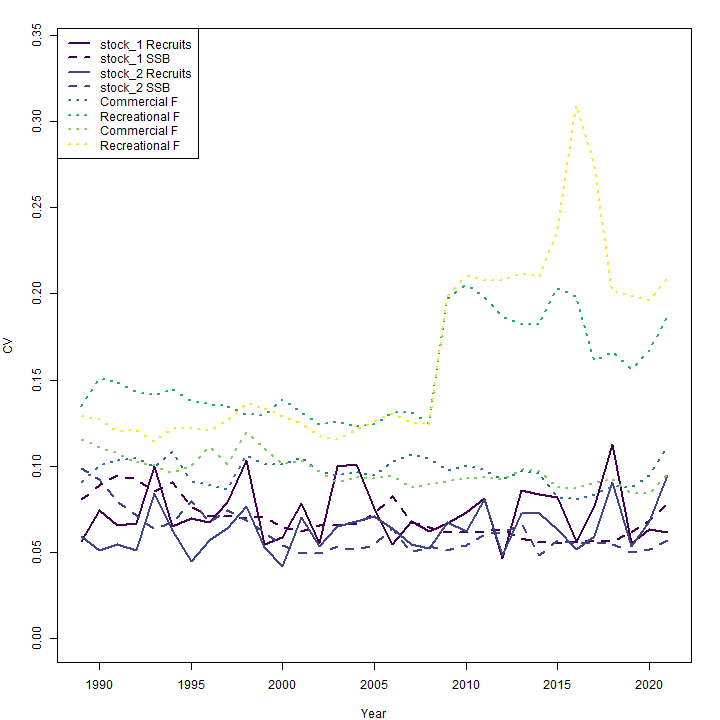 stock_1 Recruits
stock_1 SSB
stock_2 Recruits
stock_2 SSB
Commercial F
Recreational F
Commercial F
Recreational F
0.35
0.30
0.25
0.20
0.15
0.10
0.05
0.00
CV
1990 1995 2000 2005 2010 2015 2020
Year